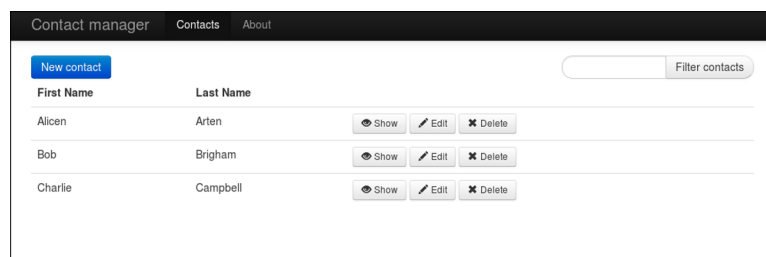 Contact manager Contacts About
New contact Filter contacts
First Name Last Name
Alicen Arten Show Edit Delete
Bob Brigham Show Edit Delete
Charlie Campbell Show Edit Delete